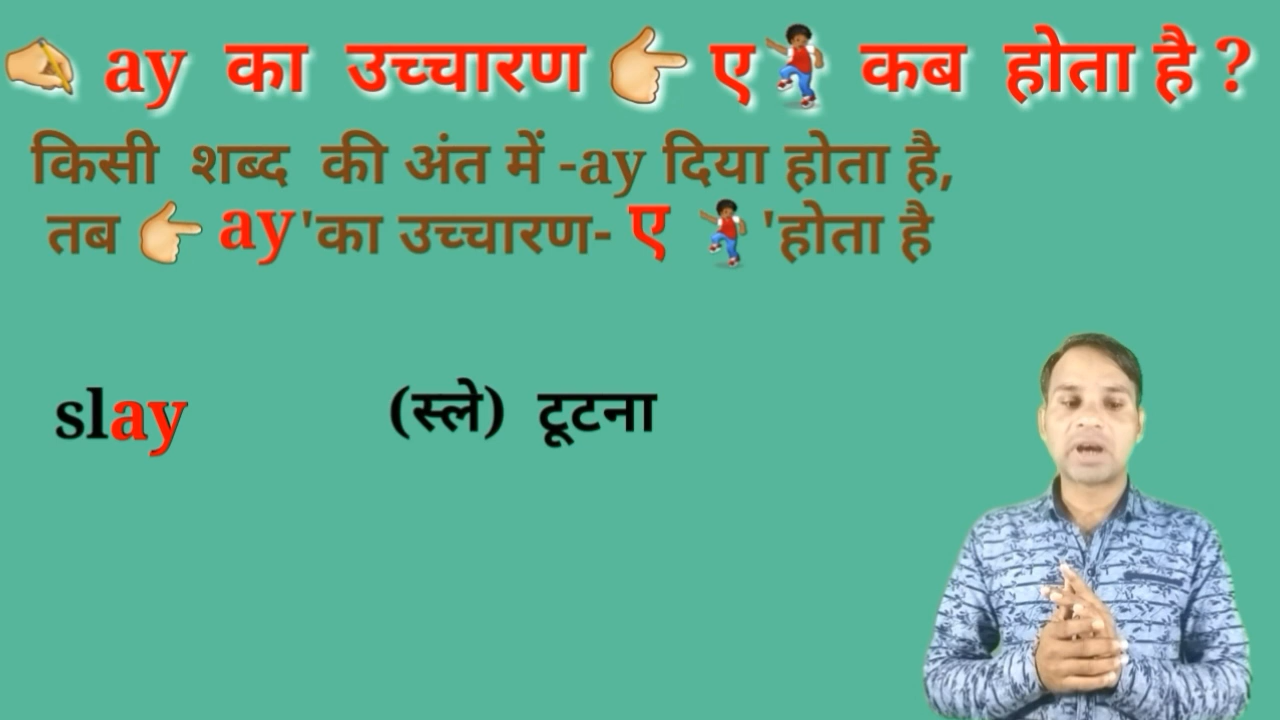 ay का उच्चारण ए कब होता है ?
किसी शब्द की अंत में -ay दिया होता है,
तब ay'का उच्चारण- ए 'होता है
slay (स्ले) टूटना